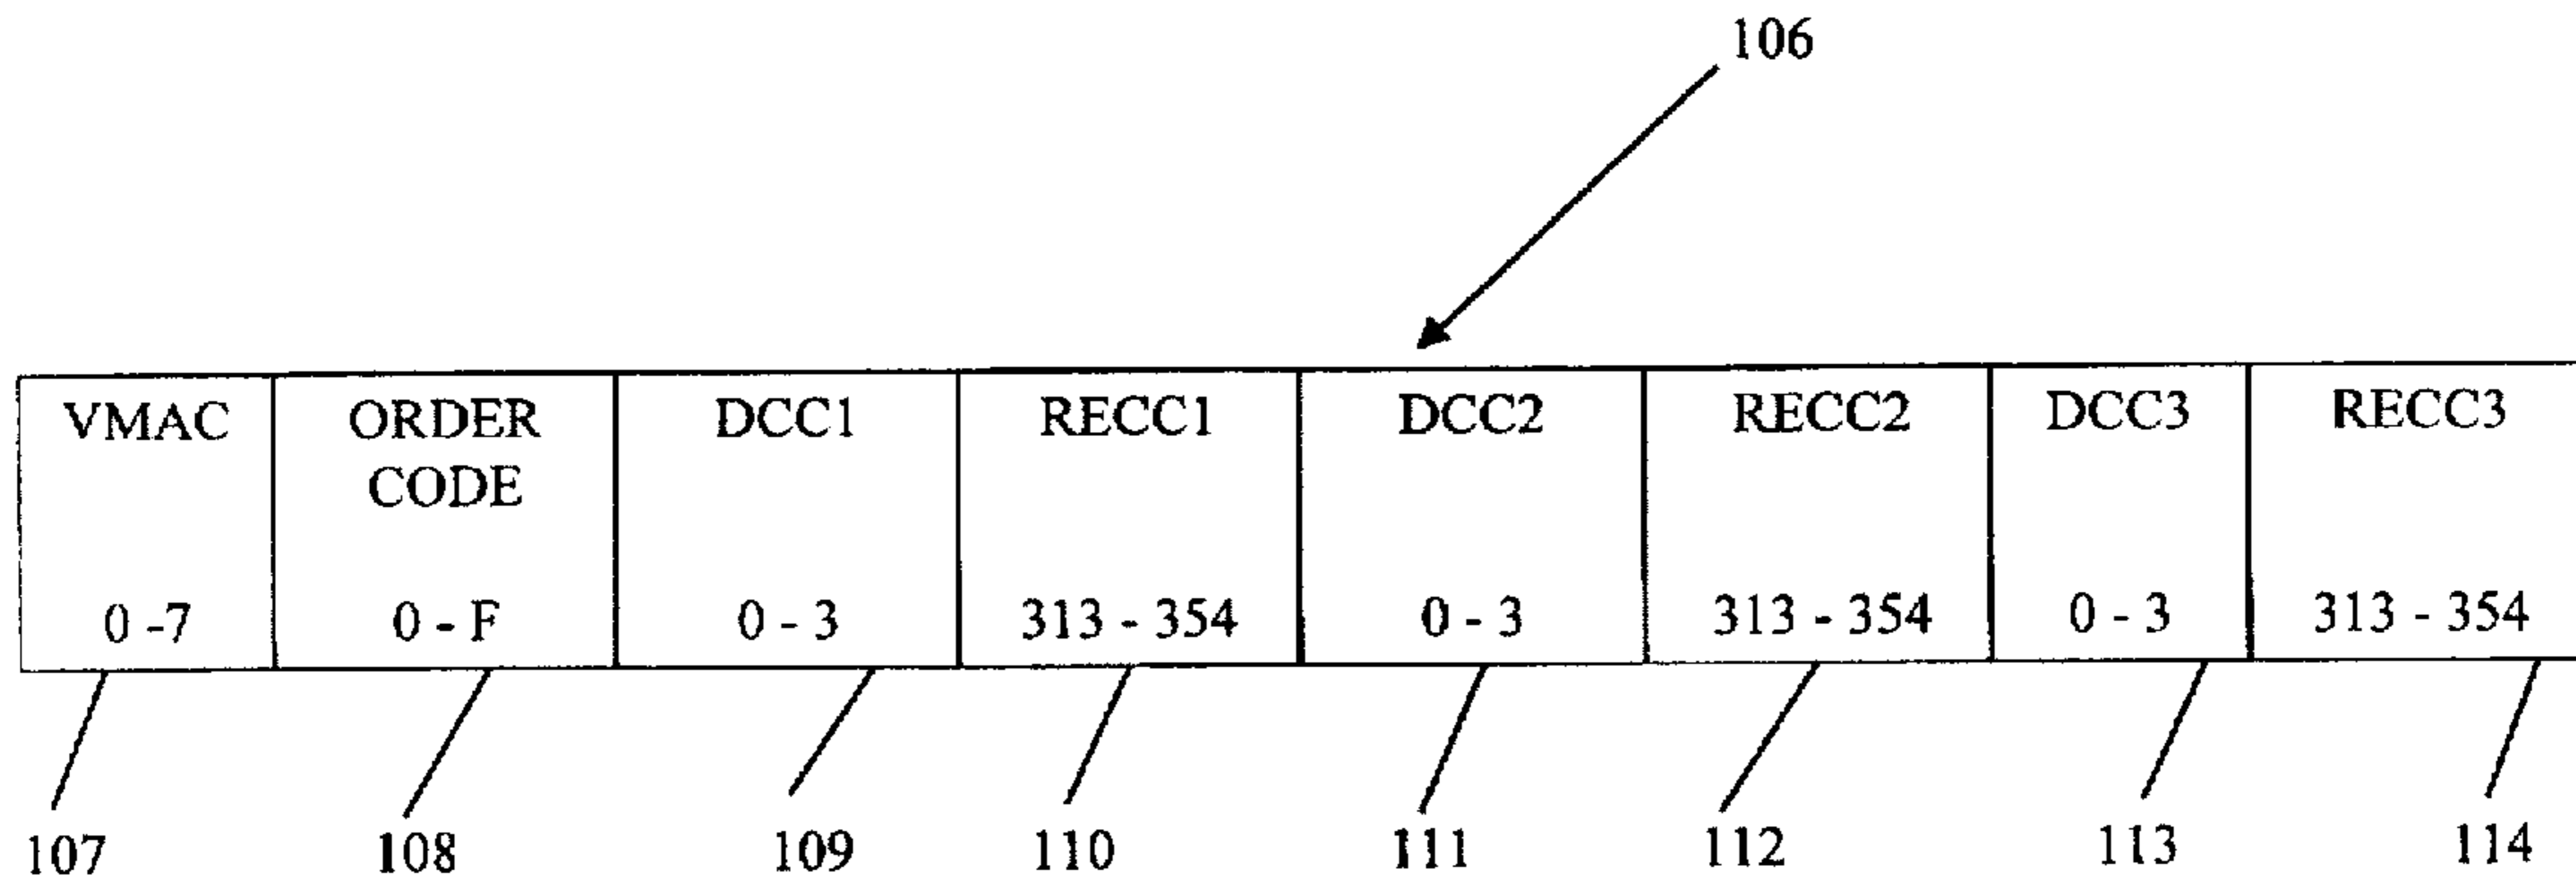 106
VMAC ORDER DCC1 RECC1 DCC2 RECC2 DCC3 RECC3
CODE
0 -7 0 - F 0 - 3 313 - 354 0 - 3 313 - 354 0 - 3 313 - 354
107 108 109 110 111 112 113 114